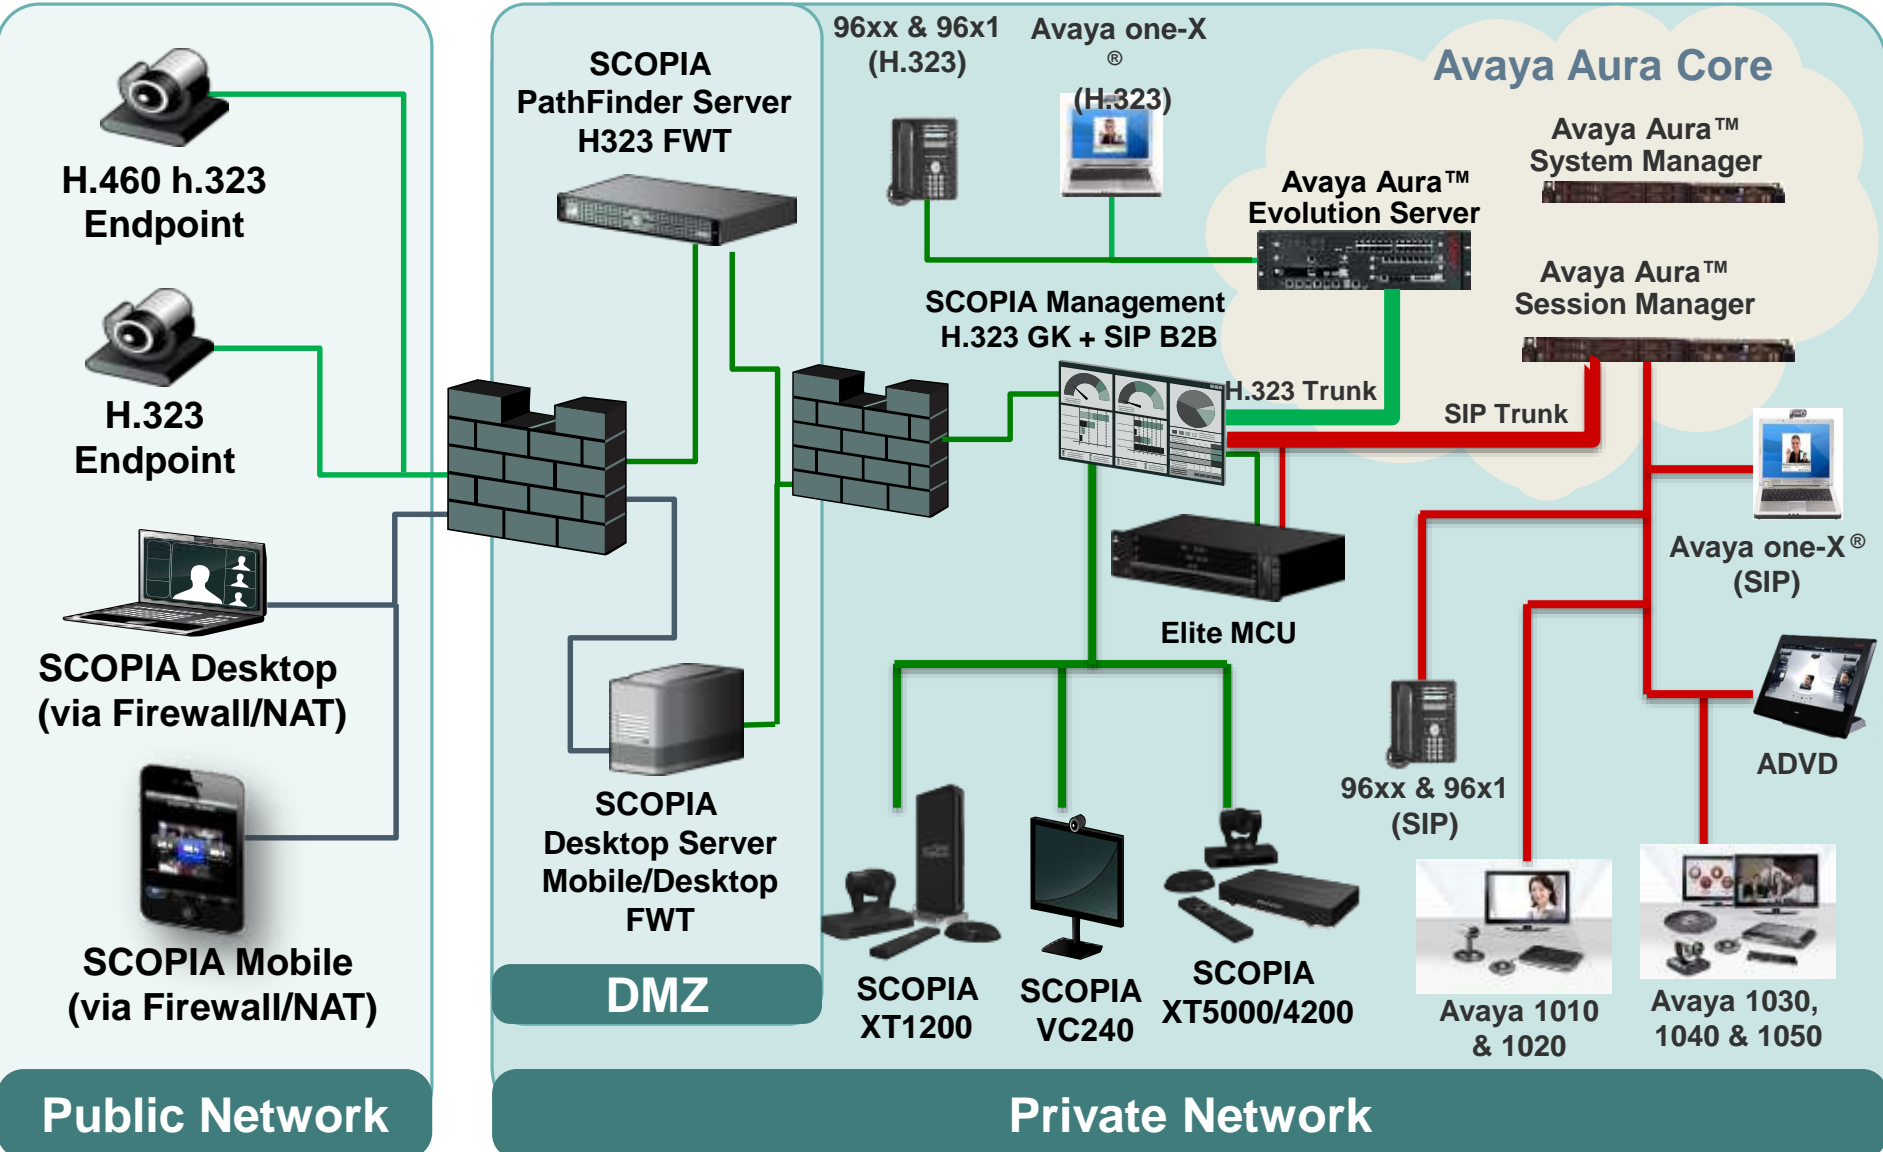 H.460 h.323
Endpoint
H.323
Endpoint
SCOPIA Desktop
(via Firewall/NAT)
SCOPIA Mobile
(via Firewall/NAT)
Public Network
SCOPIA
PathFinder Server
H323 FWT
SCOPIA
Desktop Server
Mobile/Desktop
FWT
DMZ
96xx & 96x1
(H.323)
Avaya one-X
®
(H.323)
Avaya Aura Core
Avaya Aura™
System Manager
Avaya Aura™
Evolution Server
Avaya Aura™
Session Manager
SCOPIA Management
H.323 GK + SIP B2B
H.323 Trunk
SIP Trunk
Elite MCU
Avaya one-X ®
(SIP)
ADVD
96xx & 96x1
(SIP)
SCOPIA
XT1200
SCOPIA
VC240
SCOPIA
XT5000/4200
Avaya 1010
& 1020
Avaya 1030,
1040 & 1050
Private Network